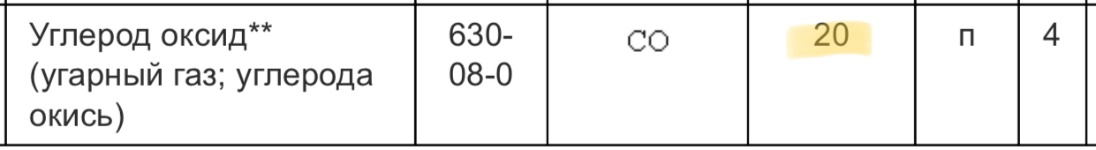 Углерод оксид**
(угарный газ; углерода
окись)
630-
08-0
CO
20
п
4